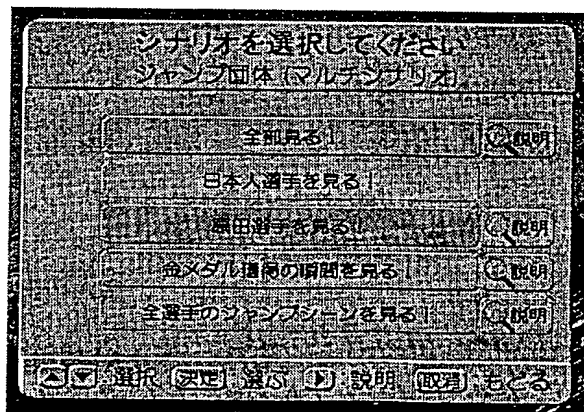 シナリオを選択してください
ジャンプ団体(マルチシナリオ)
全部見る! 説明
日本人選手を見る!
原田選手を見る! 説明
金メダル獲得の瞬間を見る! 説明
全選手のジャンプシーンを見る! 説明
▲▼ 選択 決定 選ぶ ▶ 説明 取消 もどる